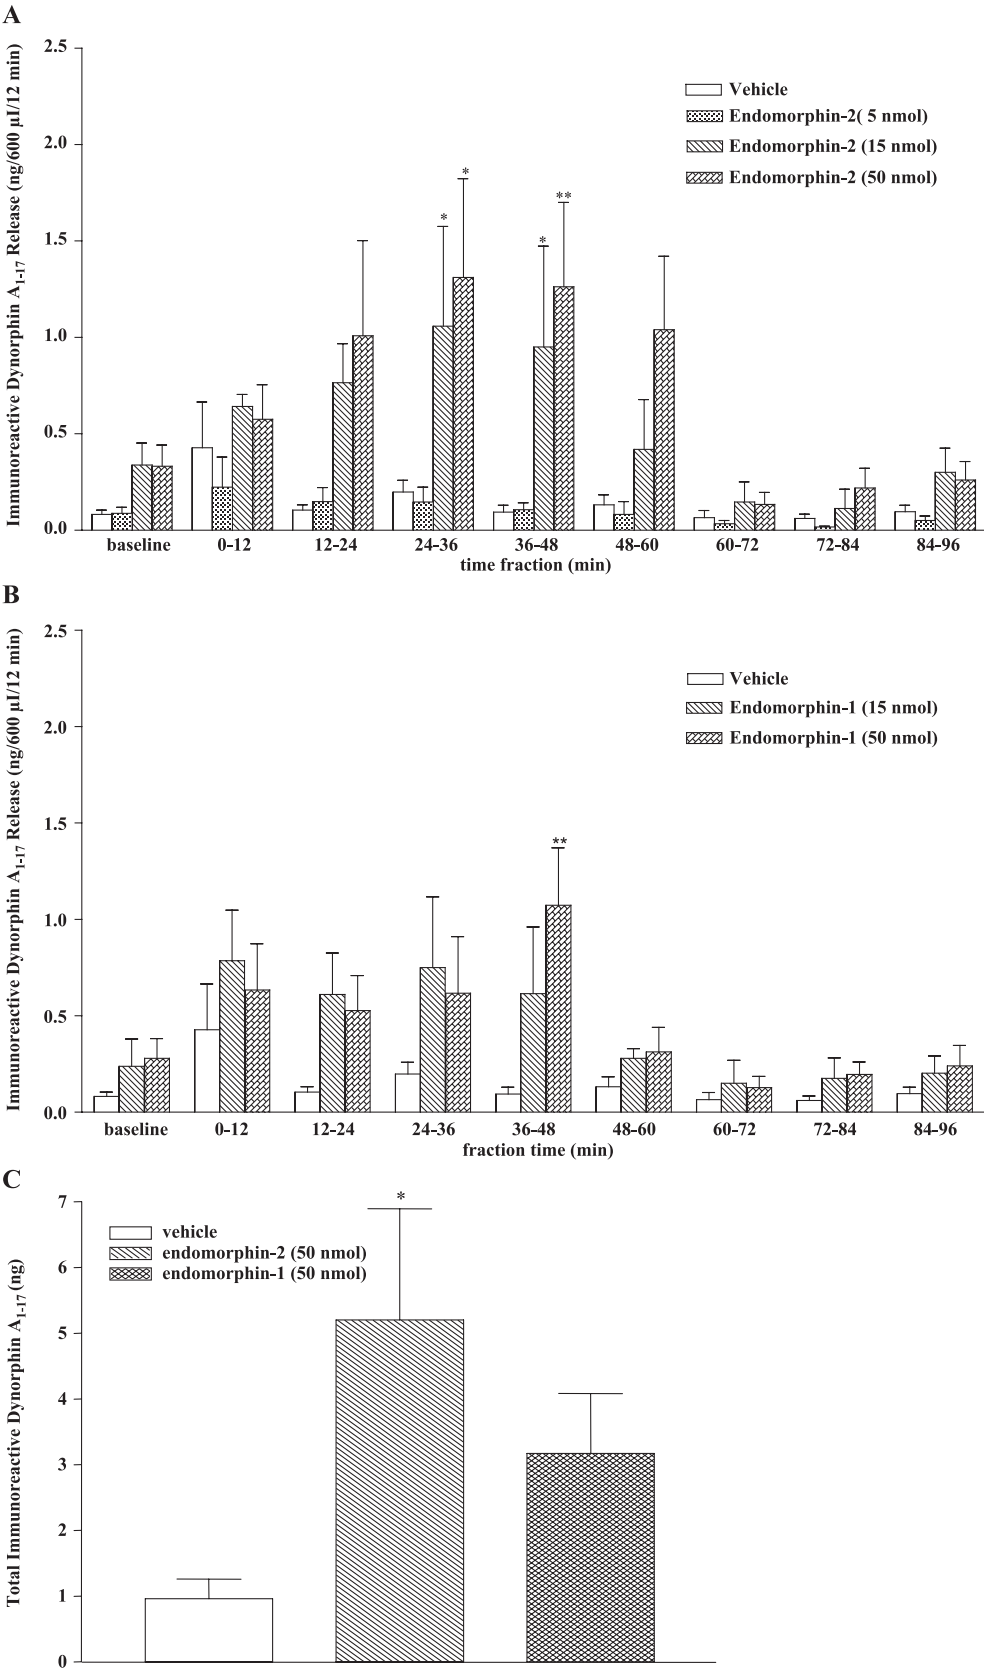 A
Immunoreactive Dynorphin A1-17 Release (ng/600 µl/12 min)
2.5
2.0
1.5
1.0
0.5
0.0
Vehicle
Endomorphin-2( 5 nmol)
Endomorphin-2 (15 nmol)
Endomorphin-2 (50 nmol)
*
*
*
**
baseline 0-12 12-24 24-36 36-48 48-60 60-72 72-84 84-96
time fraction (min)
B
Immunoreactive Dynorphin A1-17 Release (ng/600 µl/12 min)
2.5
2.0
1.5
1.0
0.5
0.0
Vehicle
Endomorphin-1 (15 nmol)
Endomorphin-1 (50 nmol)
**
baseline 0-12 12-24 24-36 36-48 48-60 60-72 72-84 84-96
fraction time (min)
C
Total Immunoreactive Dynorphin A1-17 (ng)
7
6
5
4
3
2
1
0
vehicle
endomorphin-2 (50 nmol)
endomorphin-1 (50 nmol)
*